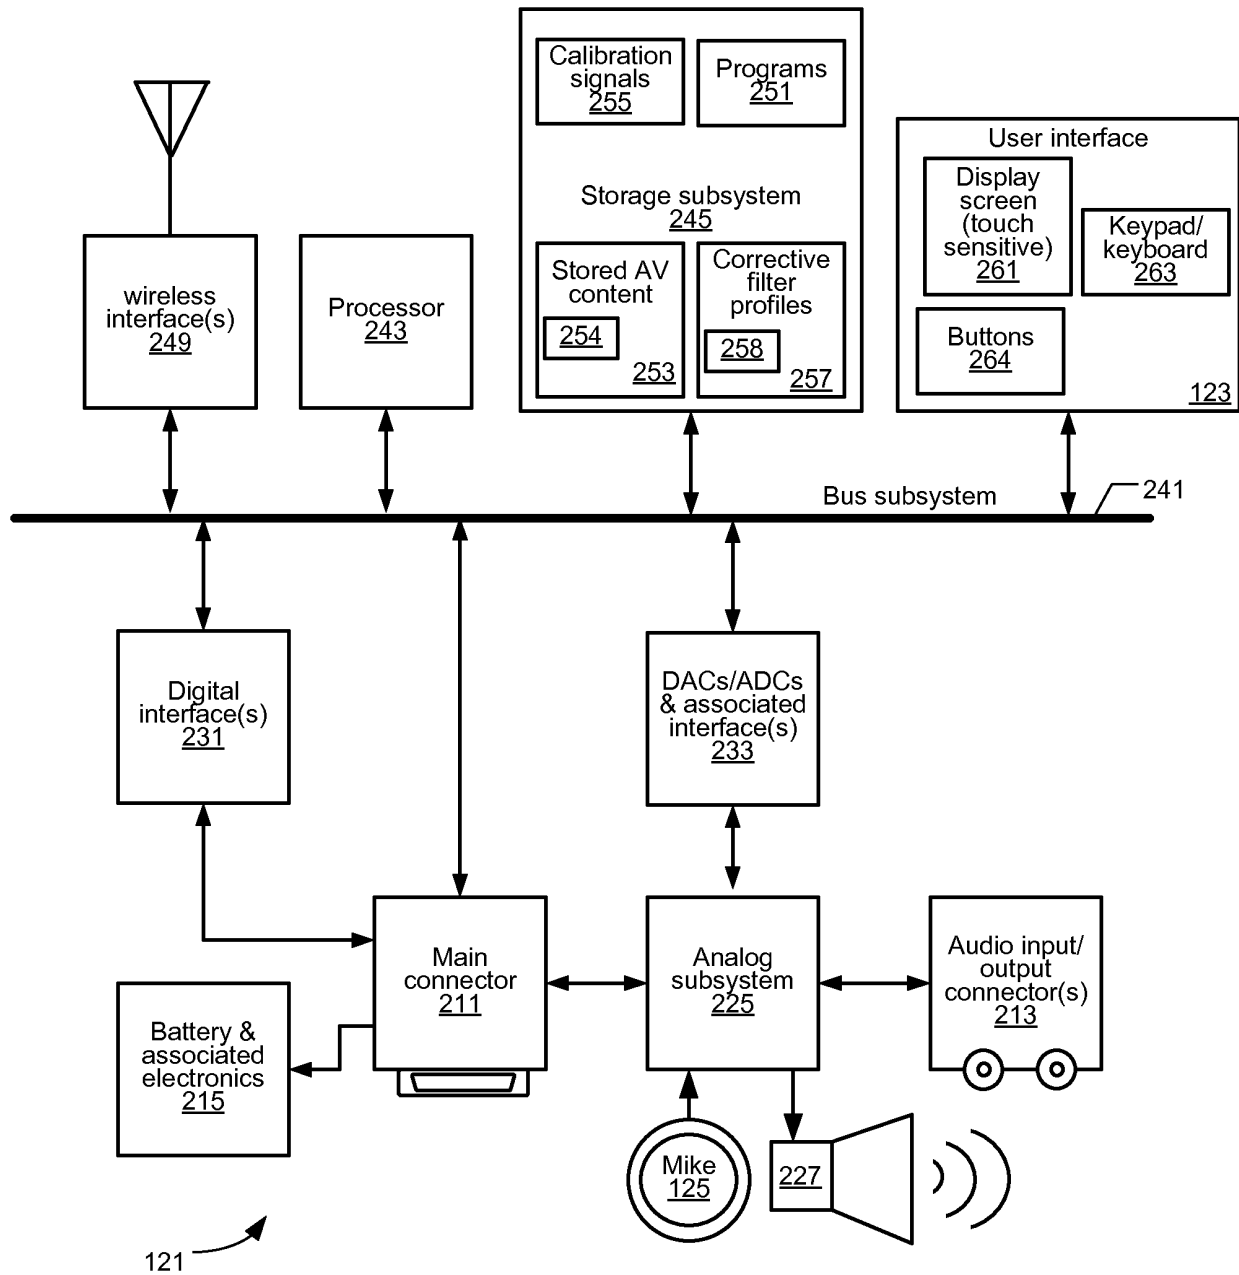 Calibration
signals
255
Programs
251
Storage subsystem
245
Stored AV
content
254
253
Corrective
filter
profiles
258
257
User interface
Display
screen
(touch
sensitive)
261
Keypad/
keyboard
263
Buttons
264
123
wireless
interface(s)
249
Processor
243
Bus subsystem
241
Digital
interface(s)
231
DACs/ADCs
& associated
interface(s)
233
Main
connector
211
Analog
subsystem
225
Audio input/
output
connector(s)
213
Battery &
associated
electronics
215
Mike
125
227
121